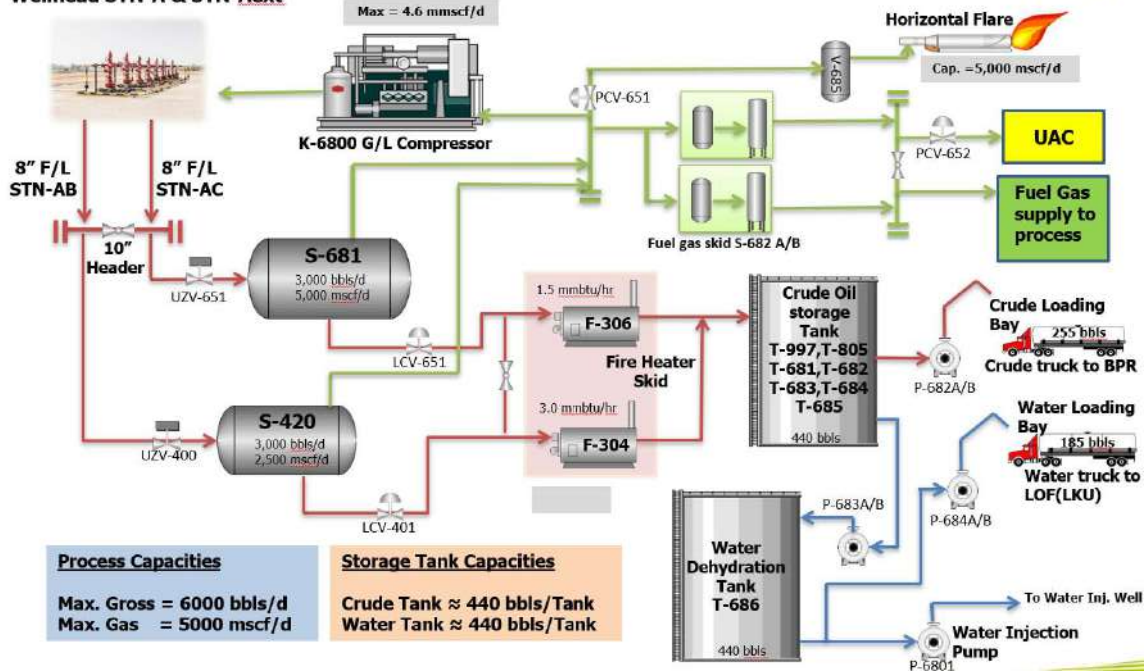 Wellhead STN-A & STN-Aext
Max = 4.6 mmscf/d
K-6800 G/L Compressor
PCV-651
V-685
Horizontal Flare
Cap. =5,000 mscf/d
8" F/L
STN-AB
8" F/L
STN-AC
10"
Header
UZV-651
S-681
3,000 bbls/d
5,000 mscf/d
LCV-651
Fuel gas skid S-682 A/B
PCV-652
UAC
Fuel Gas
supply to
process
UZV-400
S-420
3,000 bbls/d
2,500 mscf/d
LCV-401
1.5 mmbtu/hr
F-306
Fire Heater
Skid
3.0 mmbtu/hr
F-304
Crude Oil
storage
Tank
T-997,T-805
T-681,T-682
T-683,T-684
T-685
440 bbls
P-682A/B
Crude Loading
Bay
255 bbls
Crude truck to BPR
Water Loading
Bay
185 bbls
Water truck to
LOF(LKU)
P-684A/B
P-683A/B
Water
Dehydration
Tank
T-686
440 bbls
To Water Inj. Well
Water Injection
Pump
P-6801
Process Capacities
Max. Gross = 6000 bbls/d
Max. Gas = 5000 mscf/d
Storage Tank Capacities
Crude Tank ≈ 440 bbls/Tank
Water Tank ≈ 440 bbls/Tank